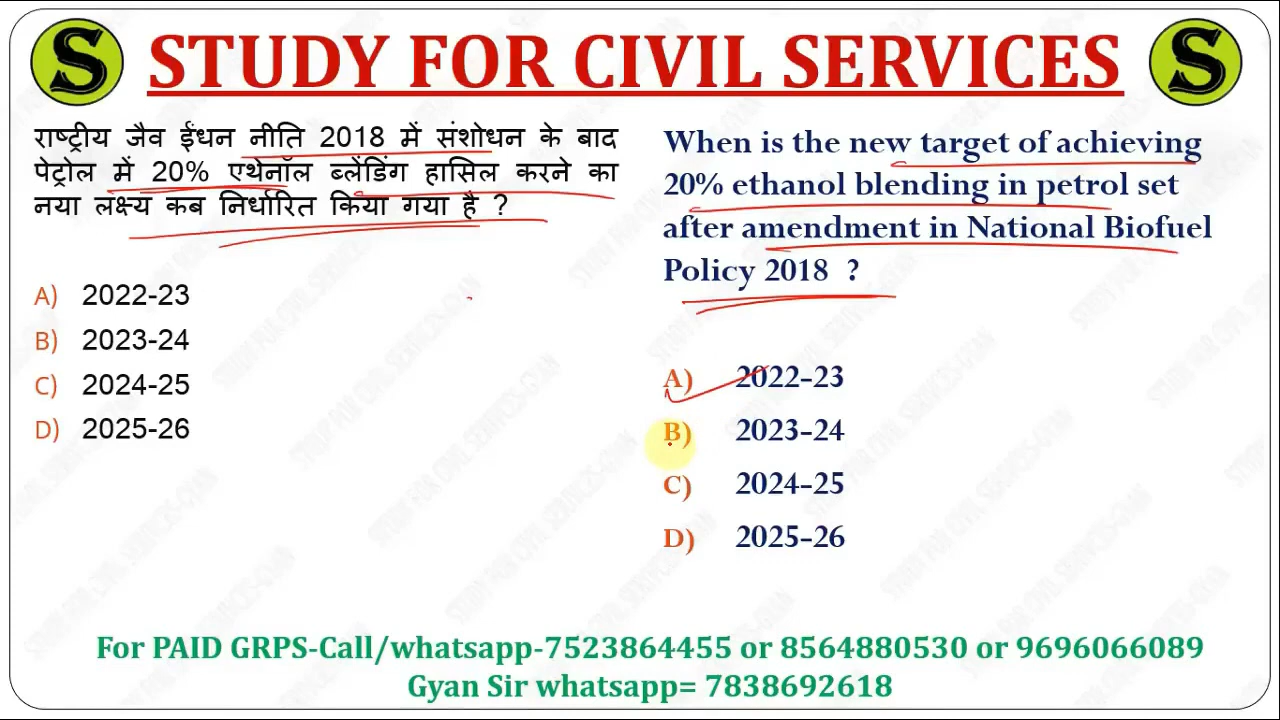 S STUDY FOR CIVIL SERVICES S
राष्ट्रीय जैव ईंधन नीति 2018 में संशोधन के बाद
पेट्रोल में 20% एथेनॉल ब्लेंडिंग हासिल करने का
नया लक्ष्य कब निर्धारित किया गया है ?
A) 2022-23
B) 2023-24
C) 2024-25
D) 2025-26
When is the new target of achieving
20% ethanol blending in petrol set
after amendment in National Biofuel
Policy 2018 ?
A) 2022-23
B) 2023-24
C) 2024-25
D) 2025-26
For PAID GRPS-Call/whatsapp-7523864455 or 8564880530 or 9696066089
Gyan Sir whatsapp= 7838692618